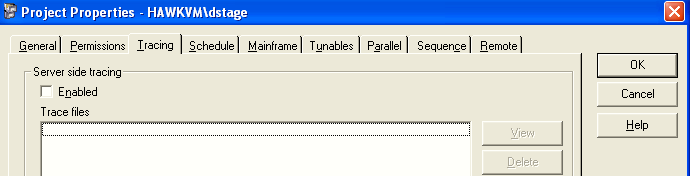 Project Properties - HAWKVM\dstage
General Permissions Tracing Schedule Mainframe Tunables Parallel Sequence Remote
Server side tracing
Enabled
Trace files
View
Delete
OK
Cancel
Help